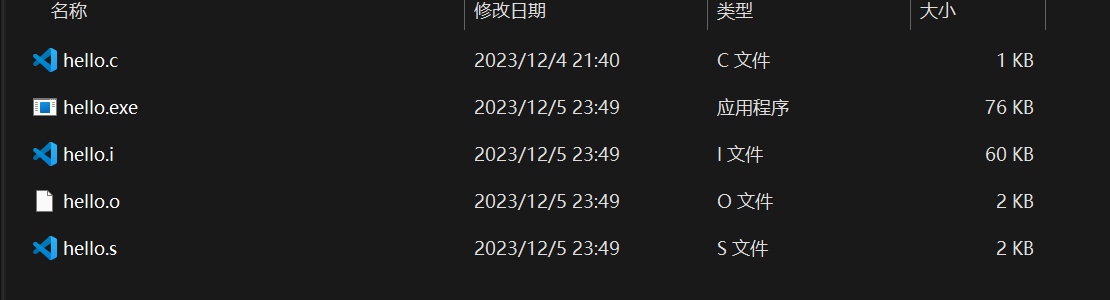 名称 修改日期 类型 大小
hello.c 2023/12/4 21:40 C 文件 1 KB
hello.exe 2023/12/5 23:49 应用程序 76 KB
hello.i 2023/12/5 23:49 I 文件 60 KB
hello.o 2023/12/5 23:49 O 文件 2 KB
hello.s 2023/12/5 23:49 S 文件 2 KB